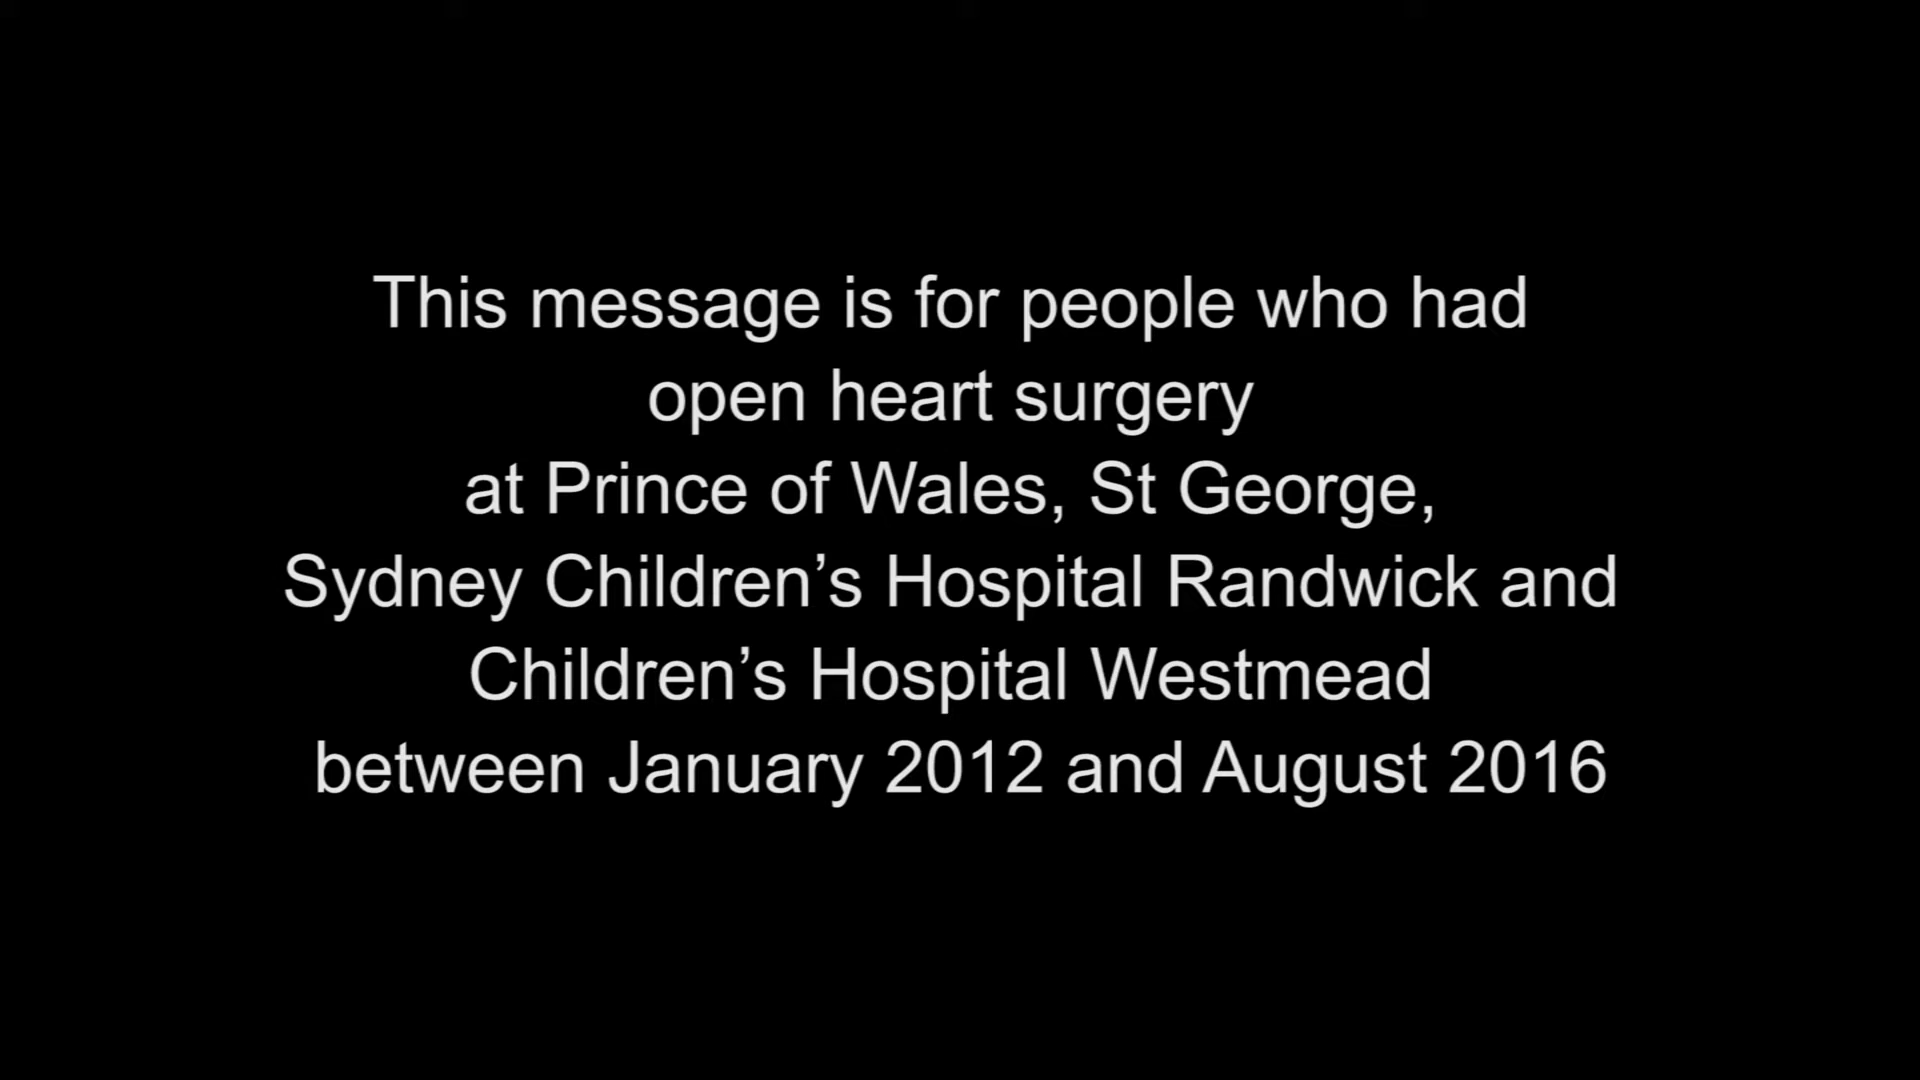 This message is for people who had
open heart surgery
at Prince of Wales, St George,
Sydney Children’s Hospital Randwick and
Children’s Hospital Westmead
between January 2012 and August 2016